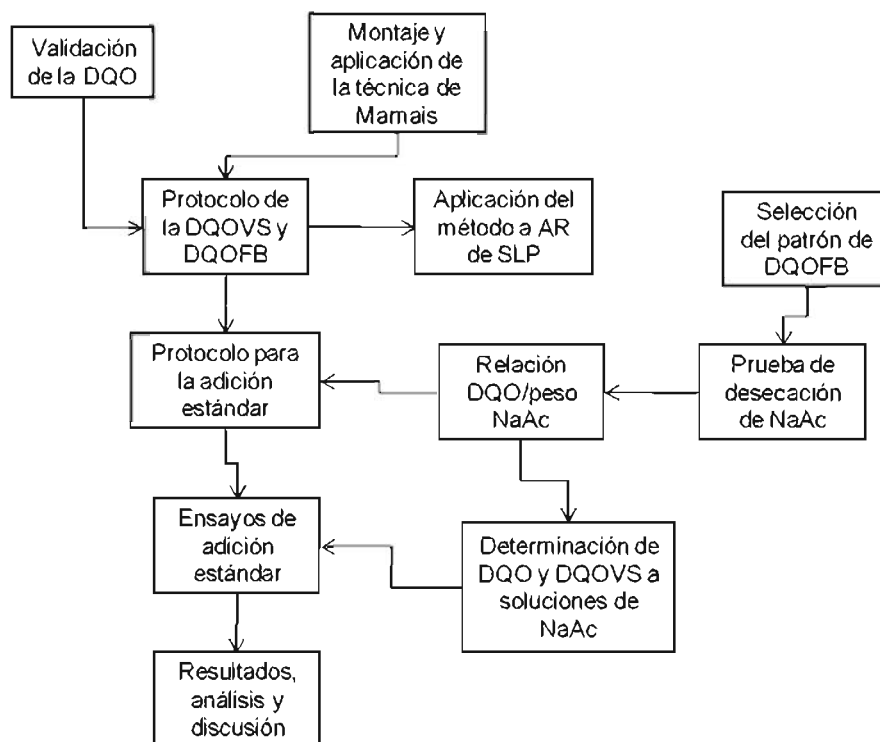 Validación
de la DQO
Montaje y
aplicación de
la técnica de
Mamais
Protocolo de
la DQOVS y
DQOFB
Aplicación del
método a AR
de SLP
Selección
del patrón de
DQOFB
Protocolo para
la adición
estándar
Relación
DQO/peso
NaAc
Prueba de
desecación
de NaAc
Ensayos de
adición
estándar
Determinación de
DQO y DQOVS a
soluciones de
NaAc
Resultados,
análisis y
discusión